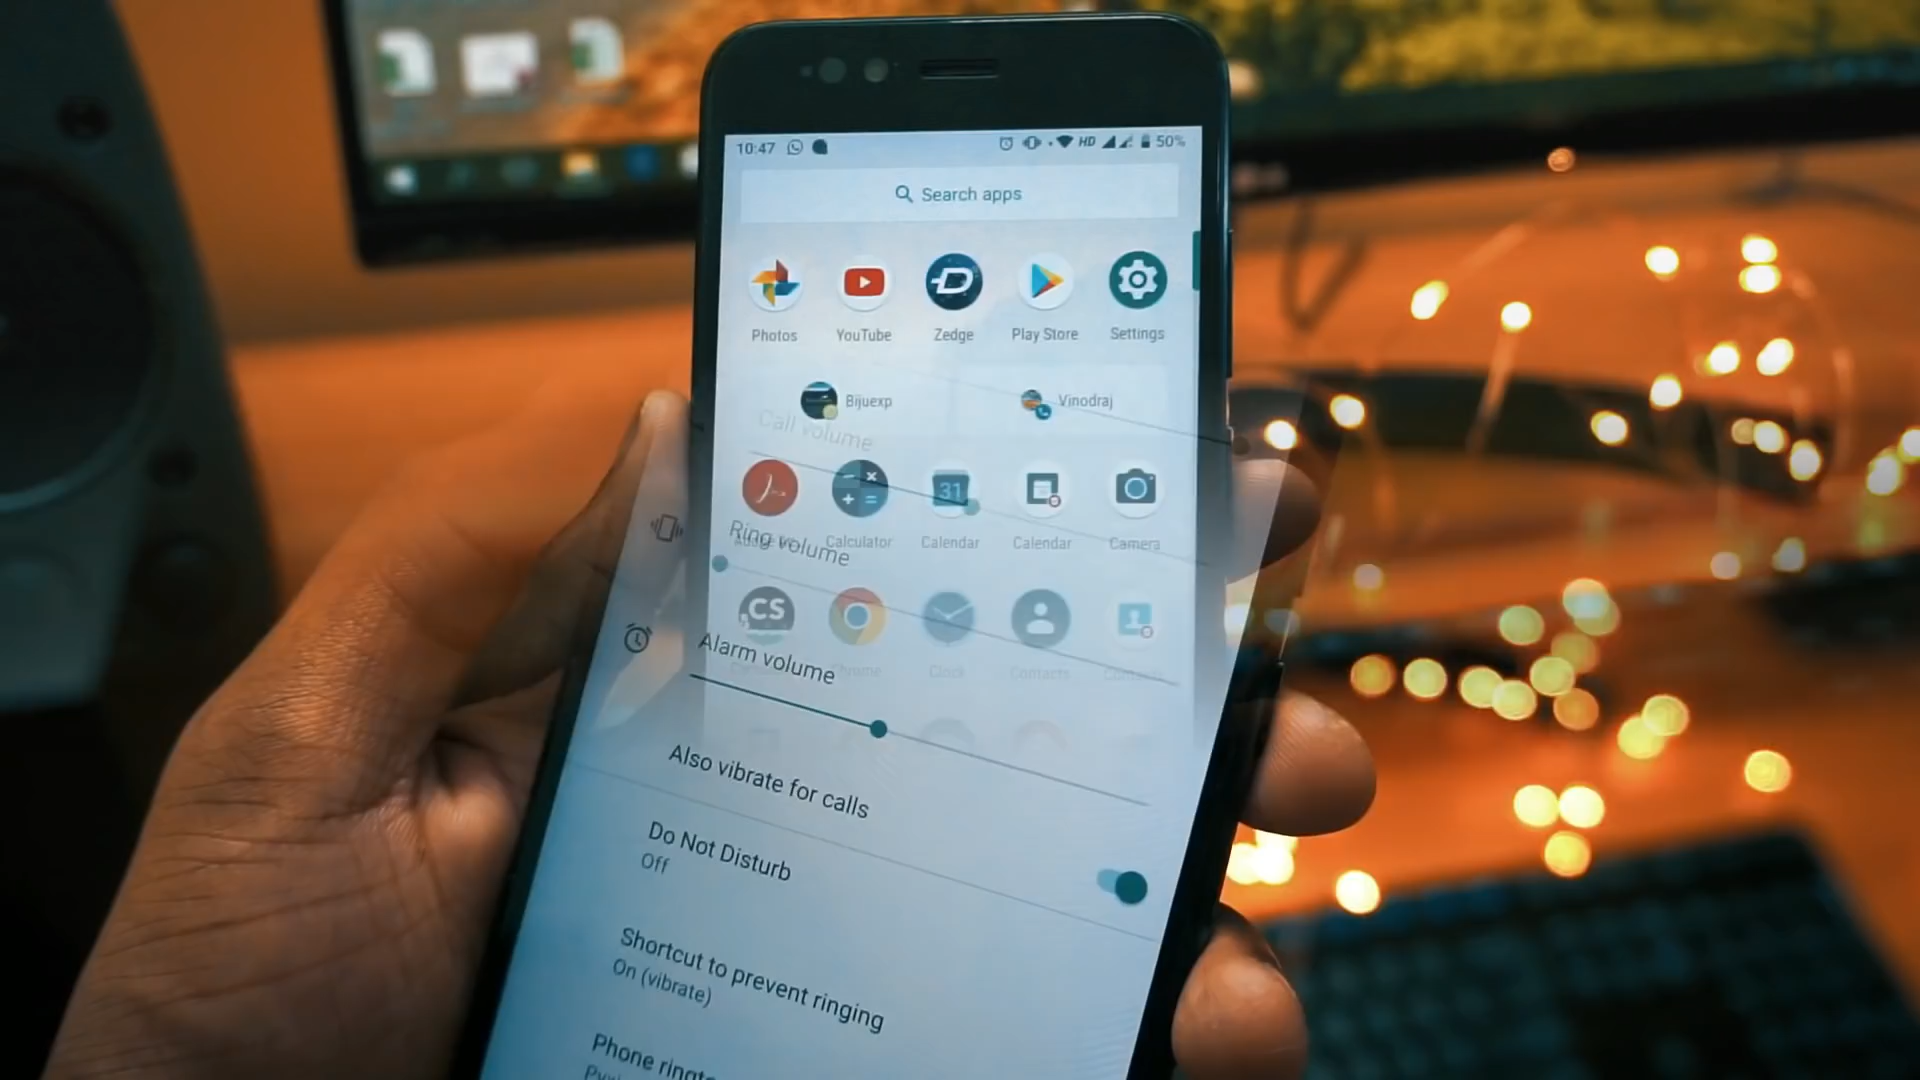 10:47 HD 50%
Search apps
Photos YouTube Zedge Play Store Settings
Bijuexp Vinodraj
Call volume
31
Calculator Calendar Calendar Camera
Ring volume
CS
Alarm volume
Chrome Clock Contacts Contacts
Also vibrate for calls
Do Not Disturb
Off
Shortcut to prevent ringing
On (vibrate)
Phone